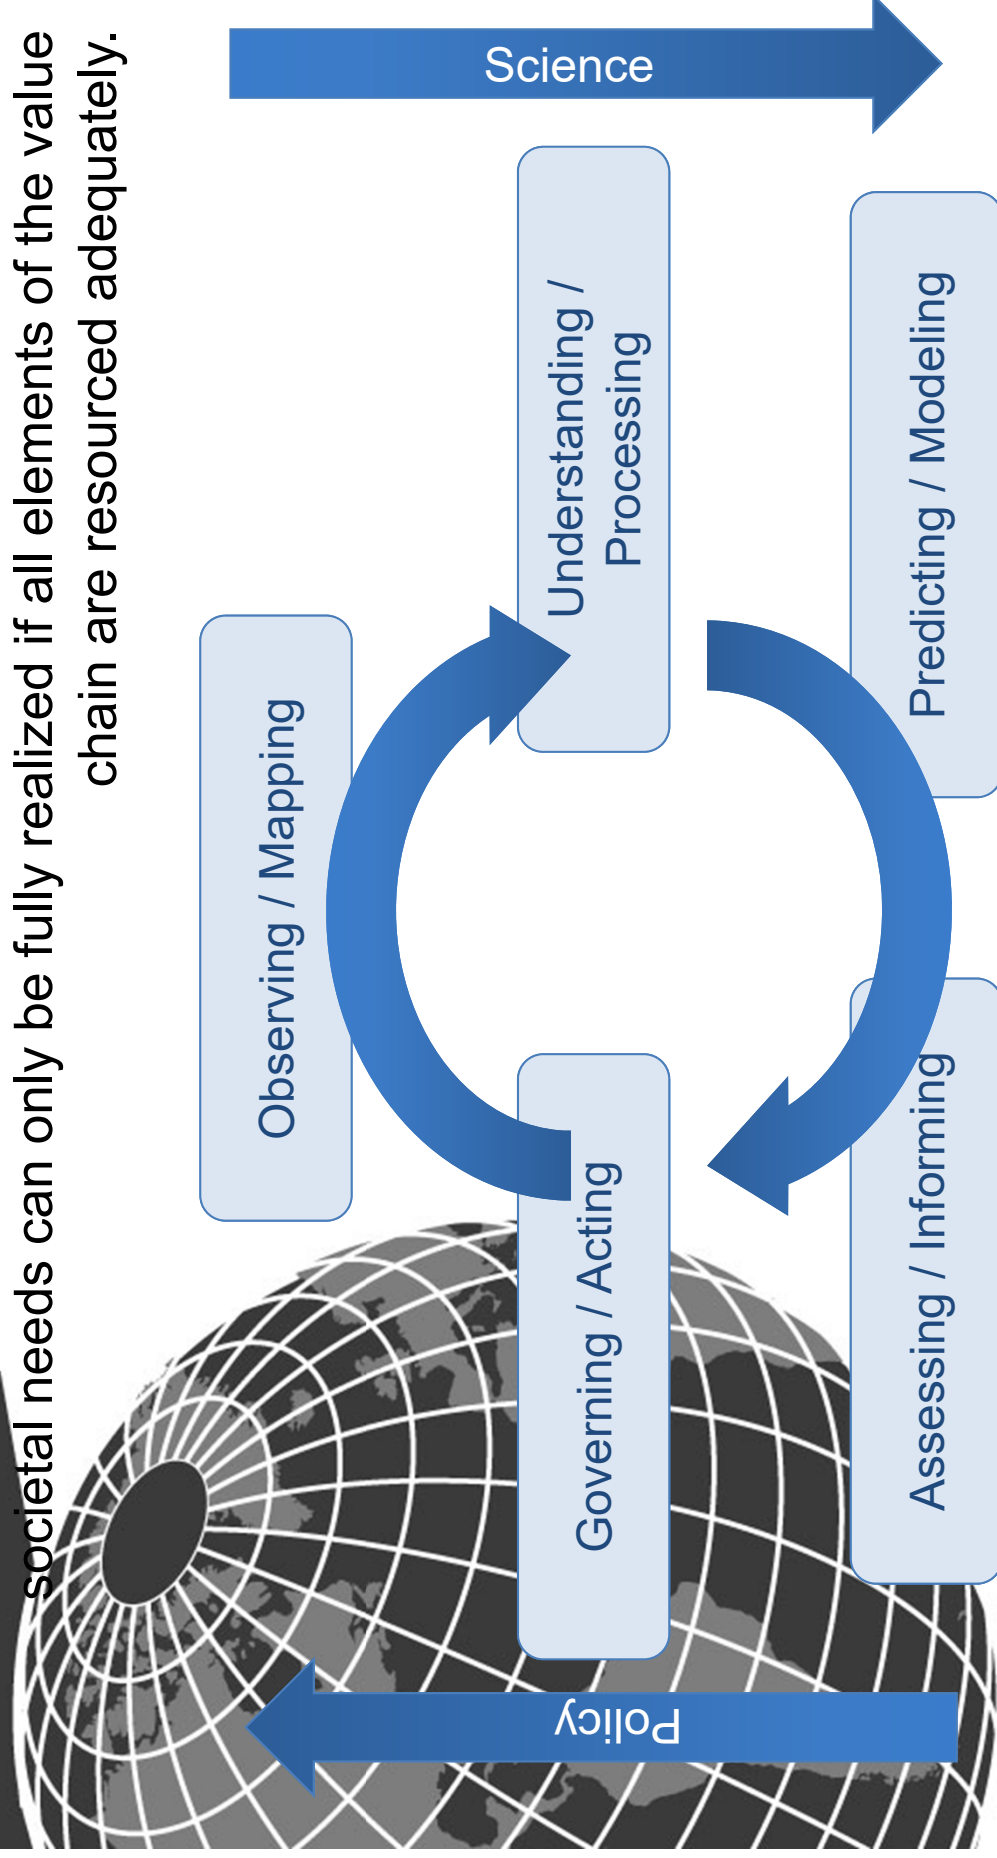 societal needs can only be fully realized if all elements of the value
chain are resourced adequately.
Observing / Mapping
Understanding /
Processing
Predicting / Modeling
Assessing / Informing
Governing / Acting
Policy
Science